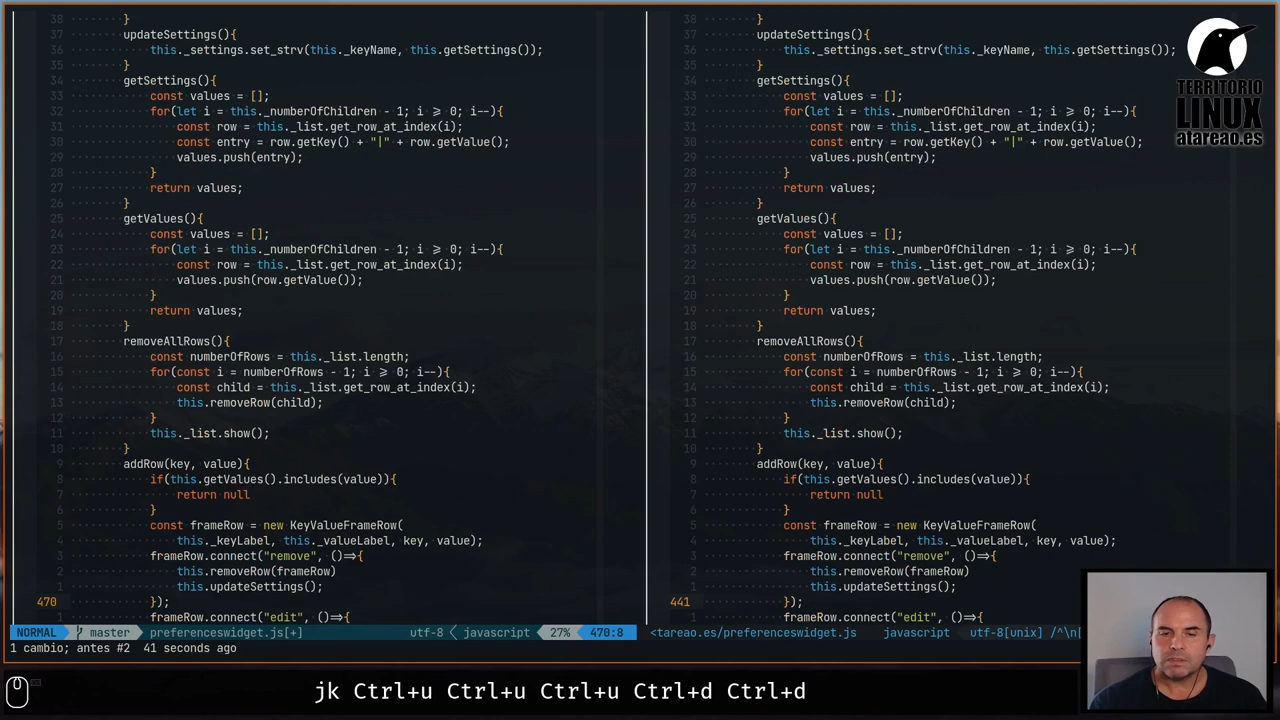 38 }
37 updateSettings(){
36 this._settings.set_strv(this._keyName, this.getSettings());
35 }
34 getSettings(){
33 const values = [];
32 for(let i = this._numberOfChildren - 1; i ≥ 0; i--){
31 const row = this._list.get_row_at_index(i);
30 const entry = row.getKey() + "|" + row.getValue();
29 values.push(entry);
28 }
27 return values;
26 }
25 getValues(){
24 const values = [];
23 for(let i = this._numberOfChildren - 1; i ≥ 0; i--){
22 const row = this._list.get_row_at_index(i);
21 values.push(row.getValue());
20 }
19 return values;
18 }
17 removeAllRows(){
16 const numberOfRows = this._list.length;
15 for(const i = numberOfRows - 1; i ≥ 0; i--){
14 const child = this._list.get_row_at_index(i);
13 this.removeRow(child);
12 }
11 this._list.show();
10 }
9 addRow(key, value){
8 if(this.getValues().includes(value)){
7 return null
6 }
5 const frameRow = new KeyValueFrameRow(
4 this._keyLabel, this._valueLabel, key, value);
3 frameRow.connect("remove", ()⇒{
2 this.removeRow(frameRow)
1 this.updateSettings();
470 });
1 frameRow.connect("edit", ()⇒{
NORMAL master preferenceswidget.js[+] utf-8 javascript 27% 470:8
1 cambio; antes #2 41 seconds ago
38 }
37 updateSettings(){
36 this._settings.set_strv(this._keyName, this.getSettings());
35 }
34 getSettings(){
33 const values = [];
32 for(let i = this._numberOfChildren - 1; i ≥ 0; i--){
31 const row = this._list.get_row_at_index(i);
30 const entry = row.getKey() + "|" + row.getValue();
29 values.push(entry);
28 }
27 return values;
26 }
25 getValues(){
24 const values = [];
23 for(let i = this._numberOfChildren - 1; i ≥ 0; i--){
22 const row = this._list.get_row_at_index(i);
21 values.push(row.getValue());
20 }
19 return values;
18 }
17 removeAllRows(){
16 const numberOfRows = this._list.length;
15 for(const i = numberOfRows - 1; i ≥ 0; i--){
14 const child = this._list.get_row_at_index(i);
13 this.removeRow(child);
12 }
11 this._list.show();
10 }
9 addRow(key, value){
8 if(this.getValues().includes(value)){
7 return null
6 }
5 const frameRow = new KeyValueFrameRow(
4 this._keyLabel, this._valueLabel, key, value);
3 frameRow.connect("remove", ()⇒{
2 this.removeRow(frameRow)
1 this.updateSettings();
441 });
1 frameRow.connect("edit", ()⇒{
<tareao.es/preferenceswidget.js javascript utf-8[unix] /^\n[
TERRITORIO
LINUX
atareao.es
jk Ctrl+u Ctrl+u Ctrl+u Ctrl+d Ctrl+d